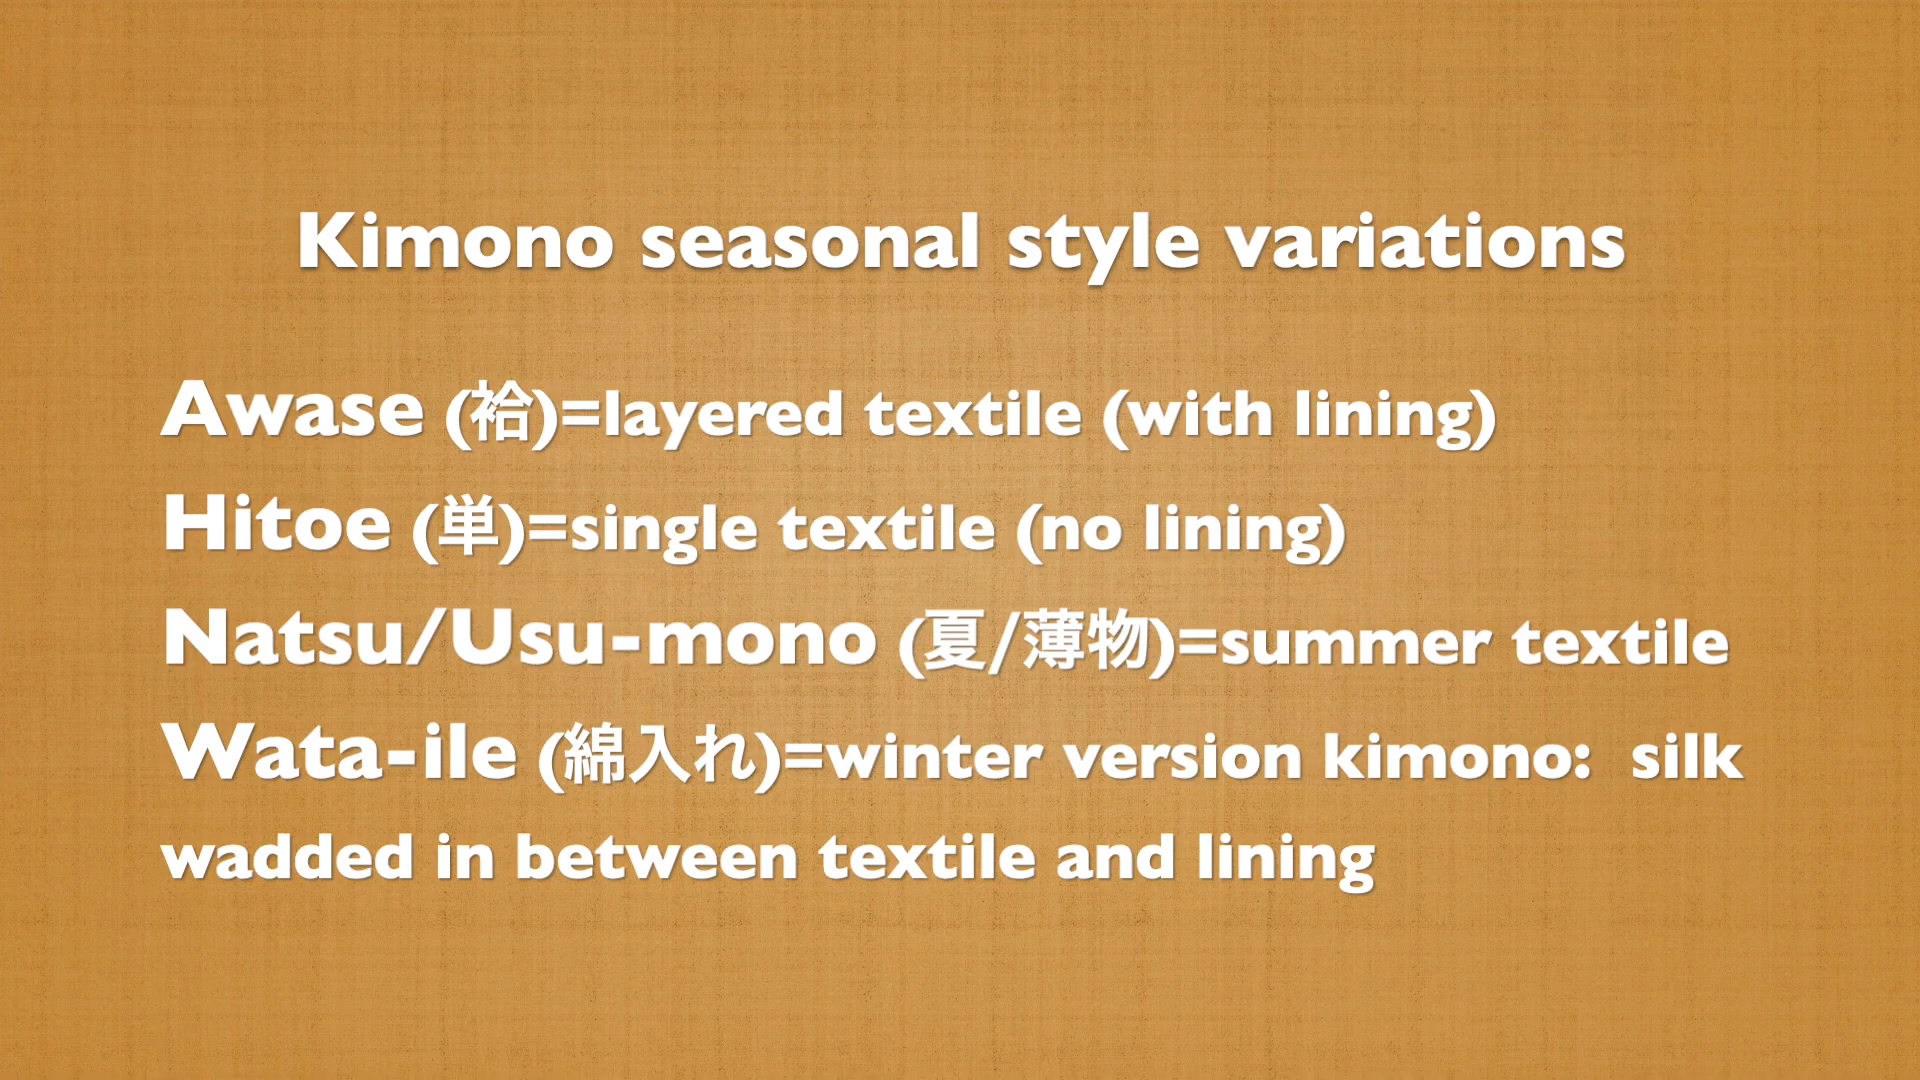 Kimono seasonal style variations
Awase (袷)=layered textile (with lining)
Hitoe (単)=single textile (no lining)
Natsu/Usu-mono (夏/薄物)=summer textile
Wata-ile (綿入れ)=winter version kimono:  silk
wadded in between textile and lining